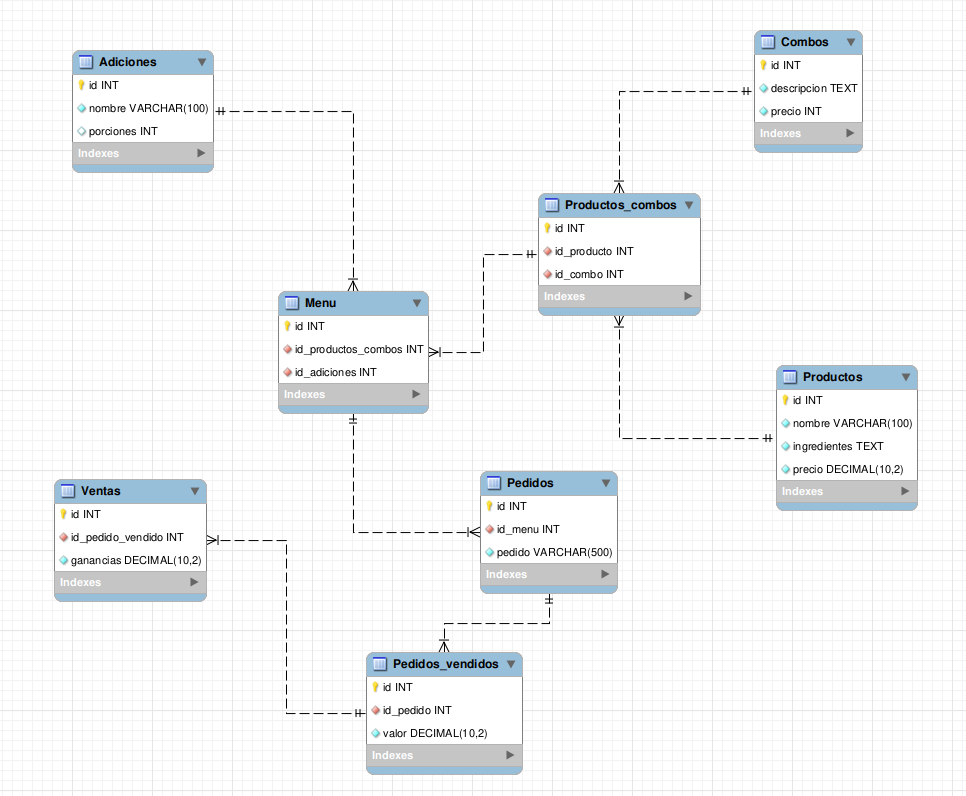 Adiciones
id INT
nombre VARCHAR(100)
porciones INT
Indexes
Combos
id INT
descripcion TEXT
precio INT
Indexes
Productos_combos
id INT
id_producto INT
id_combo INT
Indexes
Menu
id INT
id_productos_combos INT
id_adiciones INT
Indexes
Productos
id INT
nombre VARCHAR(100)
ingredientes TEXT
precio DECIMAL(10,2)
Indexes
Ventas
id INT
id_pedido_vendido INT
ganancias DECIMAL(10,2)
Indexes
Pedidos
id INT
id_menu INT
pedido VARCHAR(500)
Indexes
Pedidos_vendidos
id INT
id_pedido INT
valor DECIMAL(10,2)
Indexes